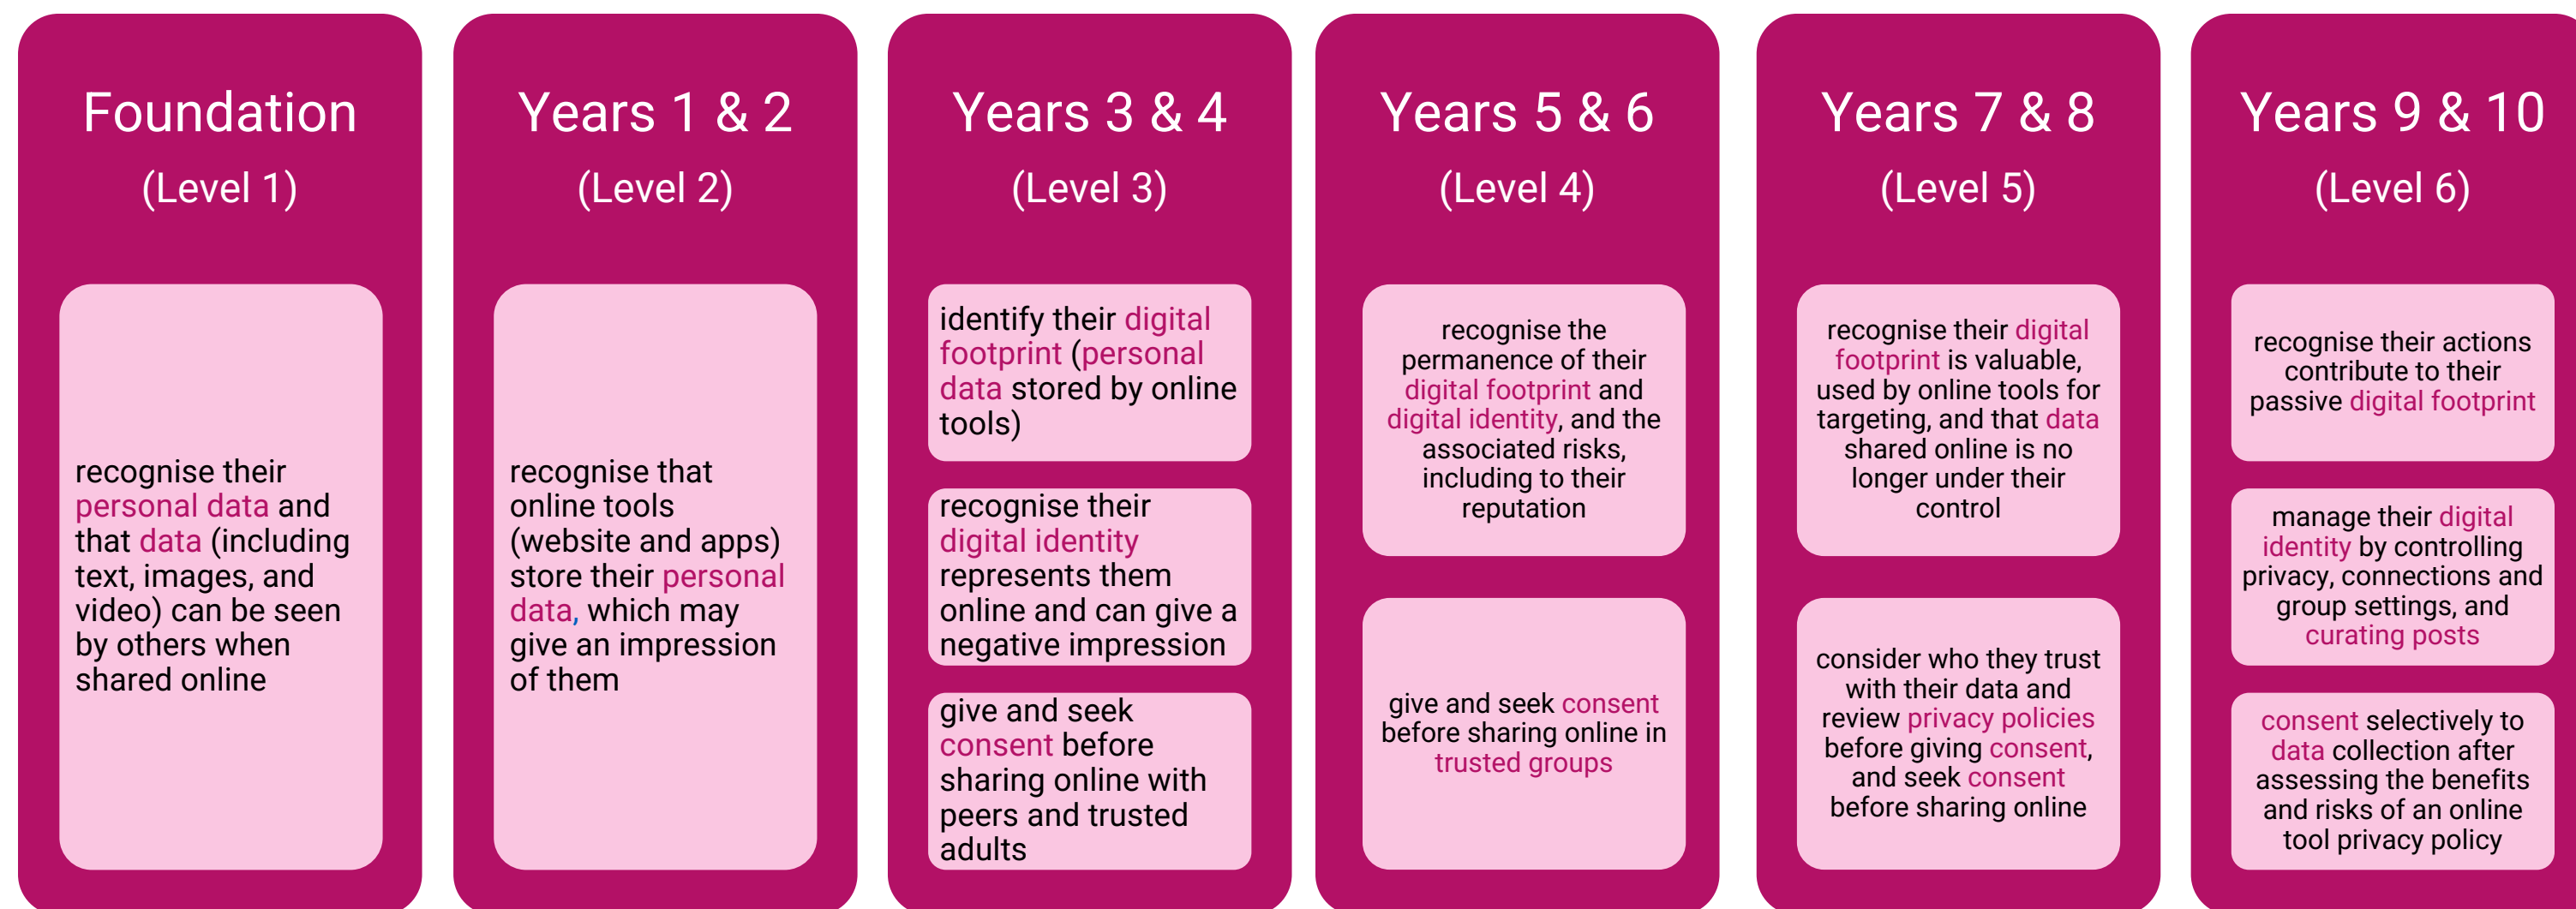 Foundation
(Level 1)
recognise their
personal data and
that data (including
text, images, and
video) can be seen
by others when
shared online
Years 1 & 2
(Level 2)
recognise that
online tools
(website and apps)
store their personal
data, which may
give an impression
of them
Years 3 & 4
(Level 3)
identify their digital
footprint (personal
data stored by online
tools)
recognise their
digital identity
represents them
online and can give a
negative impression
give and seek
consent before
sharing online with
peers and trusted
adults
Years 5 & 6
(Level 4)
recognise the
permanence of their
digital footprint and
digital identity, and the
associated risks,
including to their
reputation
give and seek consent
before sharing online in
trusted groups
Years 7 & 8
(Level 5)
recognise their digital
footprint is valuable,
used by online tools for
targeting, and that data
shared online is no
longer under their
control
consider who they trust
with their data and
review privacy policies
before giving consent,
and seek consent
before sharing online
Years 9 & 10
(Level 6)
recognise their actions
contribute to their
passive digital footprint
manage their digital
identity by controlling
privacy, connections and
group settings, and
curating posts
consent selectively to
data collection after
assessing the benefits
and risks of an online
tool privacy policy